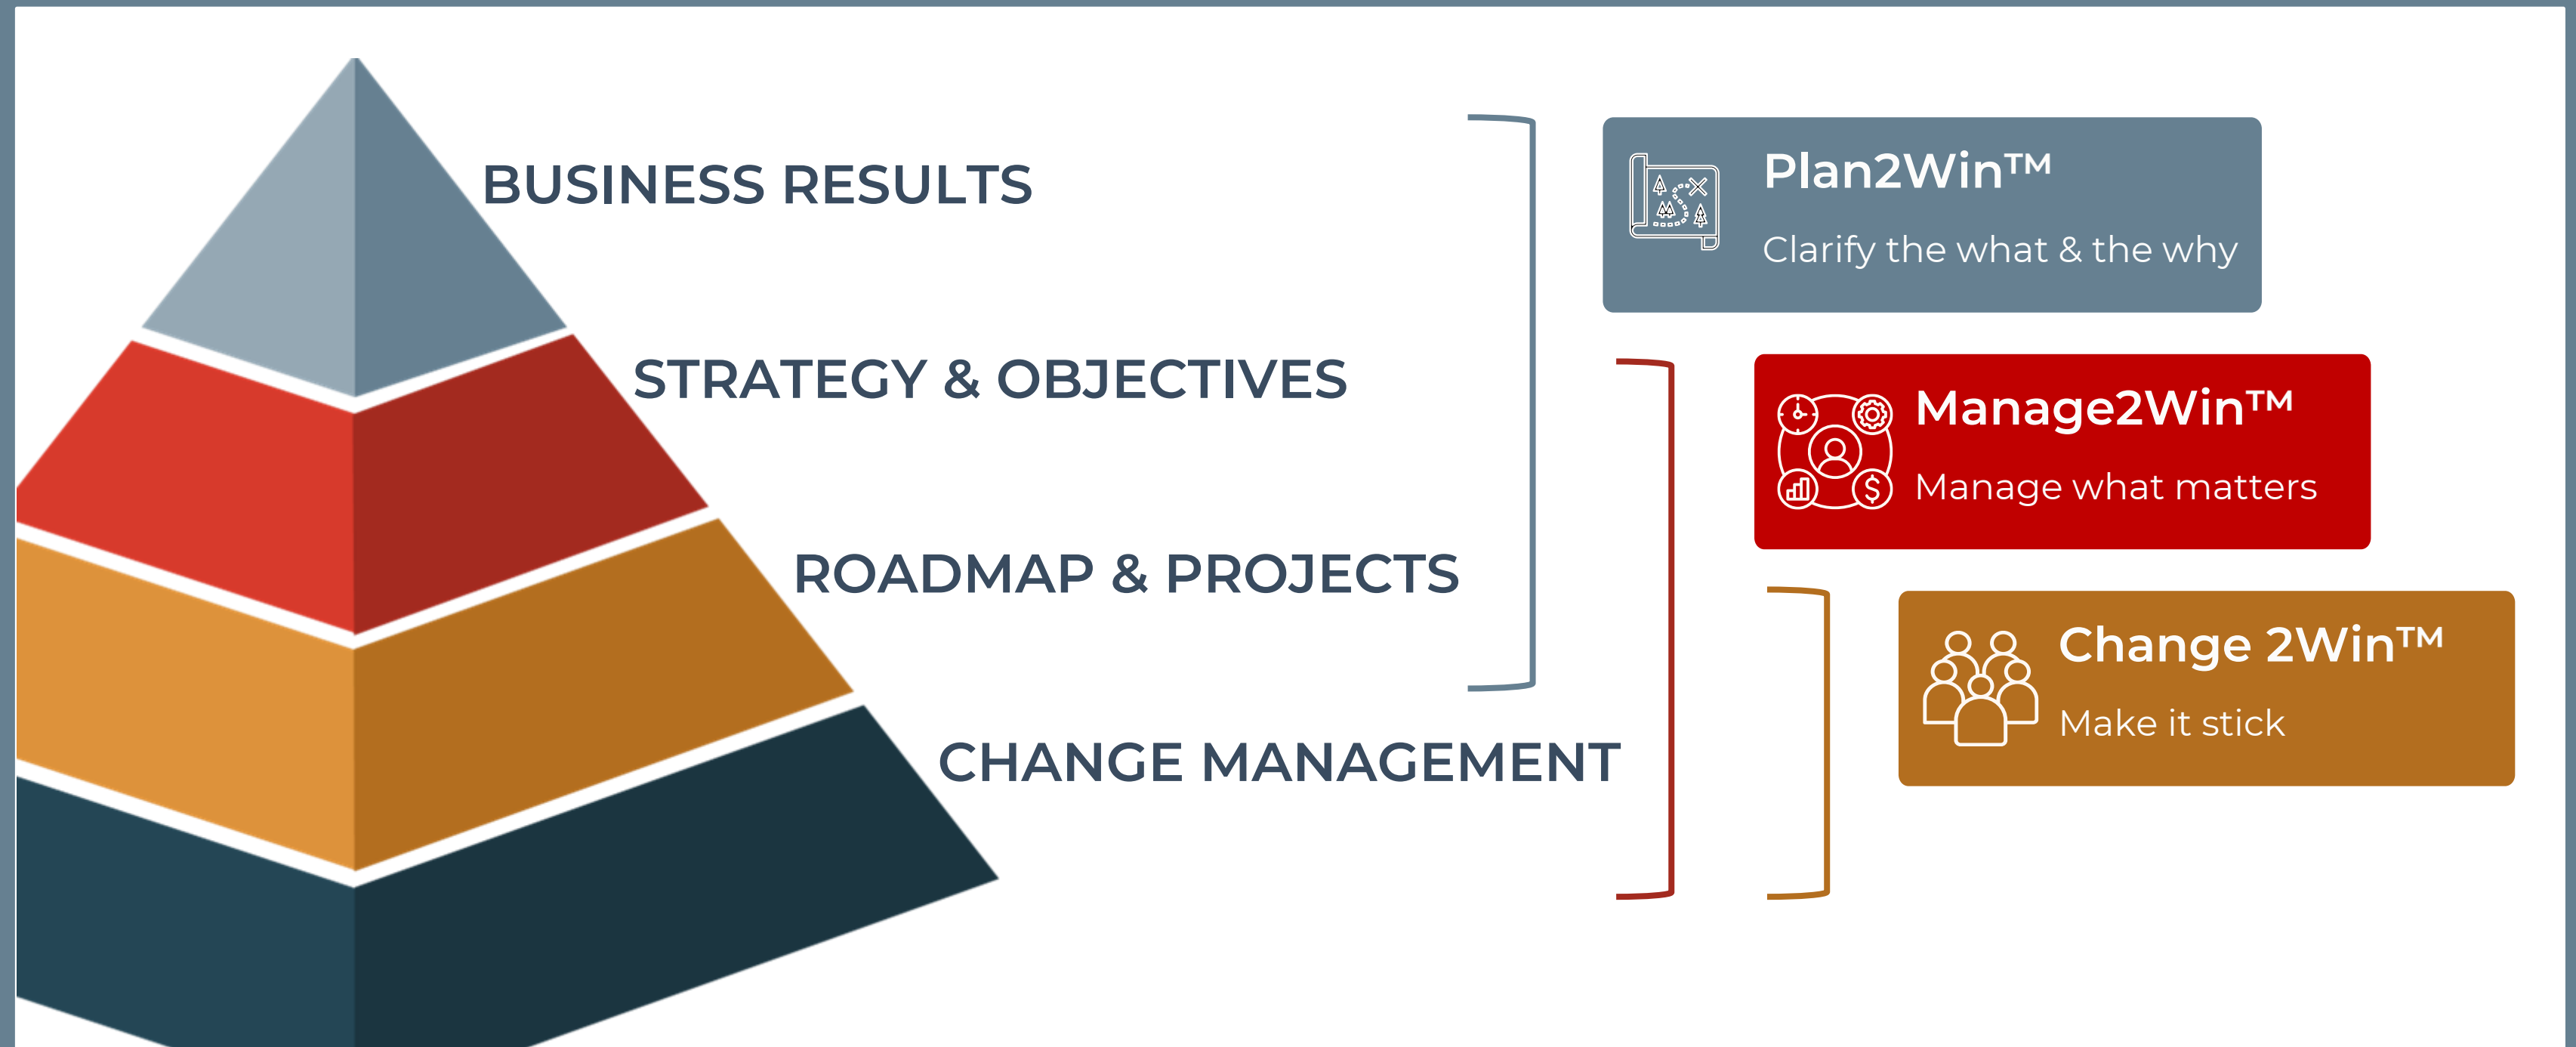 BUSINESS RESULTS
STRATEGY & OBJECTIVES
ROADMAP & PROJECTS
CHANGE MANAGEMENT
Plan2Win™
Clarify the what & the why
Manage2Win™
Manage what matters
Change 2Win™
Make it stick